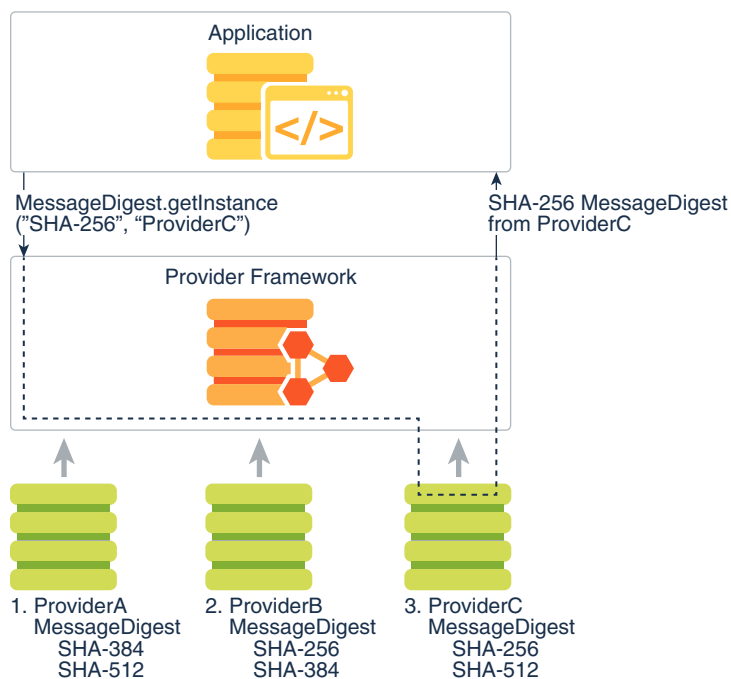 Application
</>
MessageDigest.getInstance
(”SHA-256”, “ProviderC”)
SHA-256 MessageDigest
from ProviderC
Provider Framework
1. ProviderA
MessageDigest
SHA-384
SHA-512
2. ProviderB
MessageDigest
SHA-256
SHA-384
3. ProviderC
MessageDigest
SHA-256
SHA-512